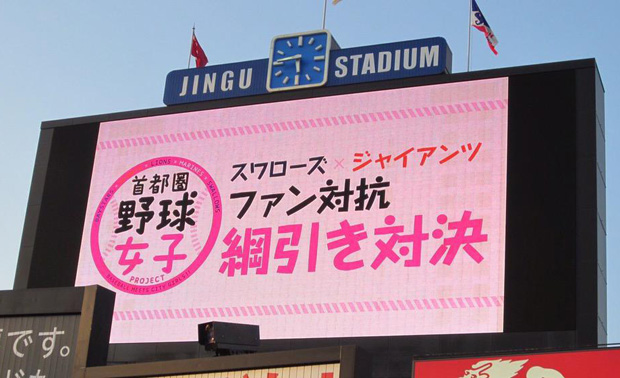 JINGU STADIUM
首都圏
野球
女子
PROJECT
スワローズ×ジャイアンツ
ファン対抗
綱引き対決
です。